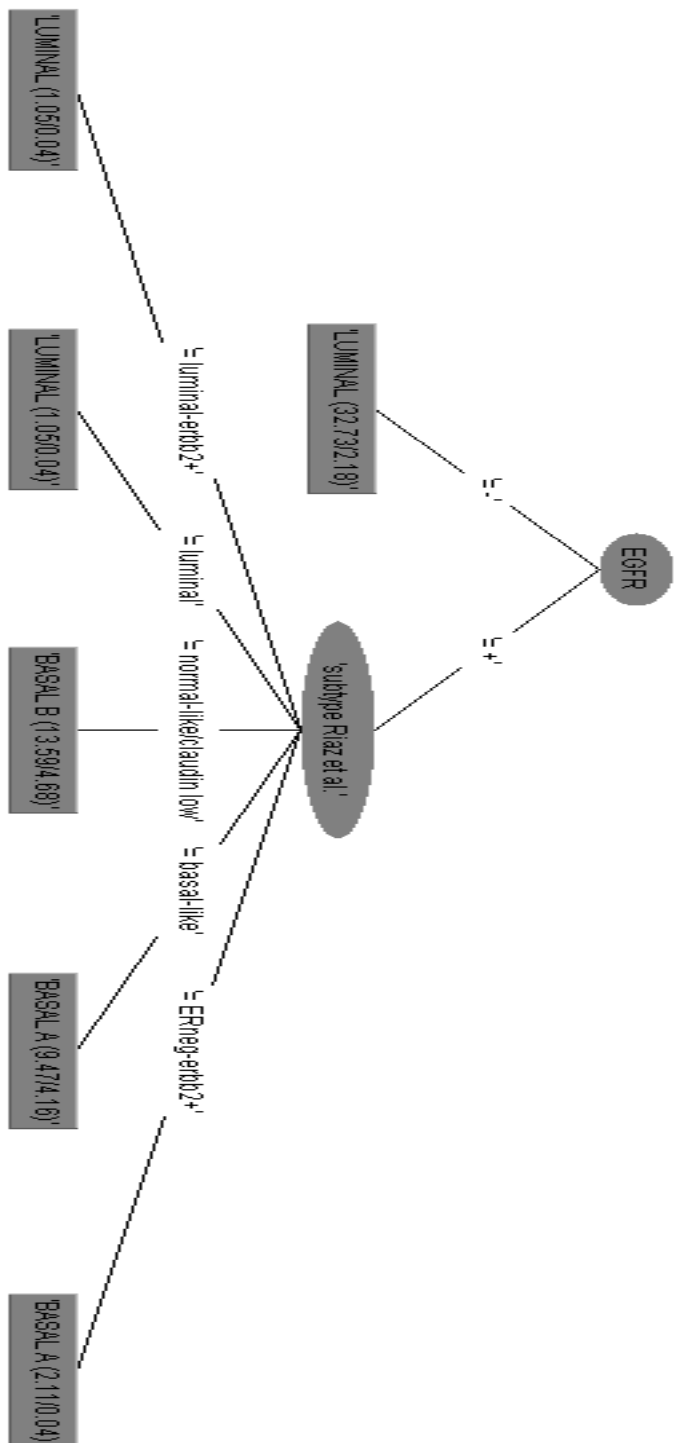 EGFR
'= -'
'= +'
'LUMINAL (32.73/2.18)'
'subtype Riaz et al.'
'= luminal-erbb2+'
'= luminal'
'= normal-like/claudin low'
'= basal-like'
'= ERneg-erbb2+'
'LUMINAL (1.05/0.04)'
'LUMINAL (1.05/0.04)'
'BASAL B (13.59/4.68)'
'BASAL A (9.47/4.16)'
'BASAL A (2.11/0.04)'